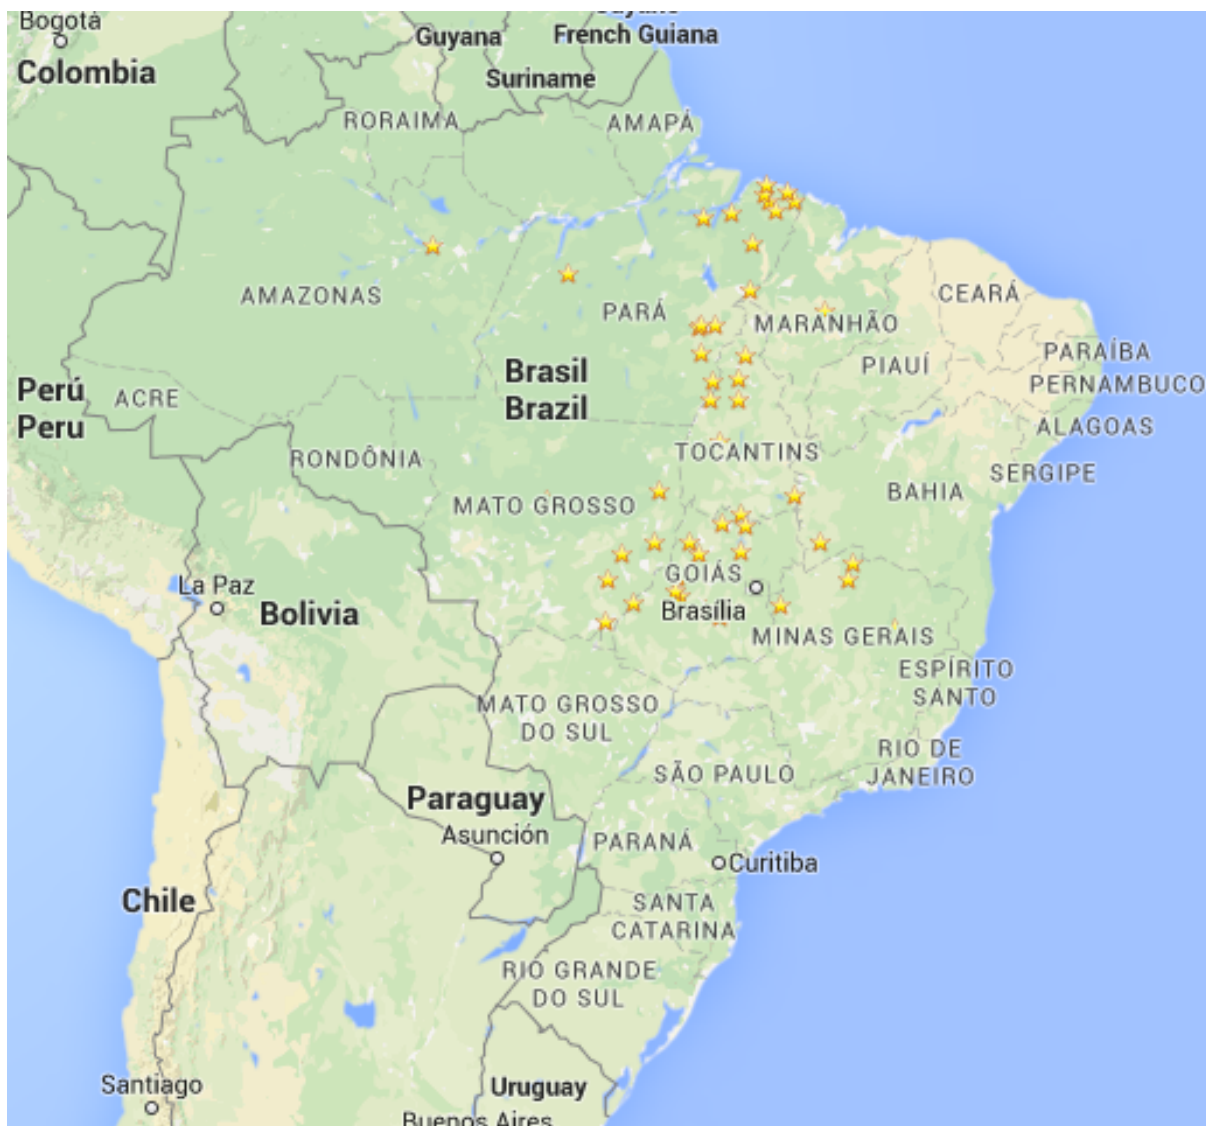 Bogotá
Colombia
Guyana
French Guiana
Suriname
RORAIMA
AMAPÁ
AMAZONAS
PARÁ
MARANHÃO
CEARÁ
PIAUÍ
PARAÍBA
PERNAMBUCO
ALAGOAS
SERGIPE
Perú
Peru
ACRE
Brasil
Brazil
RONDÔNIA
TOCANTINS
MATO GROSSO
BAHIA
La Paz
Bolivia
GOIÁS
Brasília
MINAS GERAIS
ESPÍRITO
SANTO
MATO GROSSO
DO SUL
RIO DE
JANEIRO
SÃO PAULO
Paraguay
Asunción
PARANÁ
Curitiba
Chile
SANTA
CATARINA
RIO GRANDE
DO SUL
Santiago
Uruguay
Buenos Aires